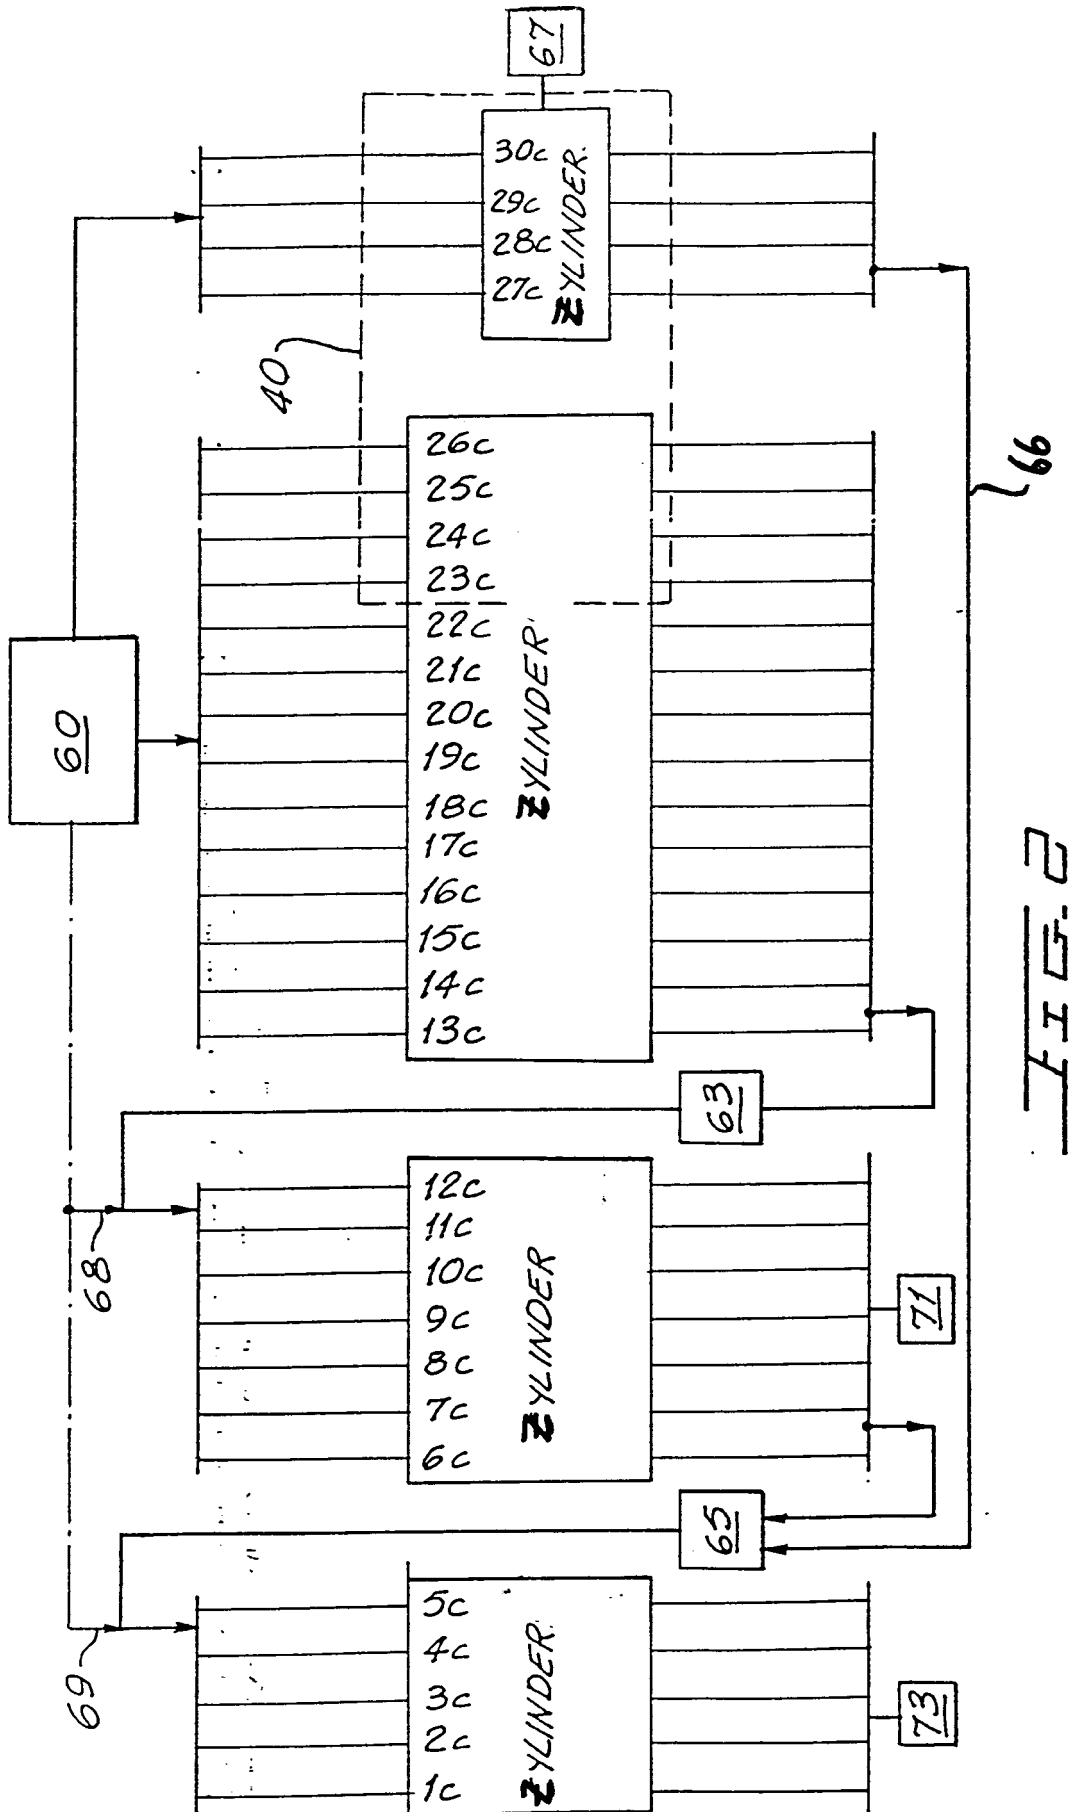 67
30c
29c
28c
27c
ZYLINDER.
40
26c
25c
24c
23c
22c
21c
20c
19c
18c
17c
16c
15c
14c
13c
ZYLINDER
60
66
63
68
12c
11c
10c
9c
8c
7c
6c
ZYLINDER
71
65
69
5c
4c
3c
2c
1c
ZYLINDER.
73
FIG. 2